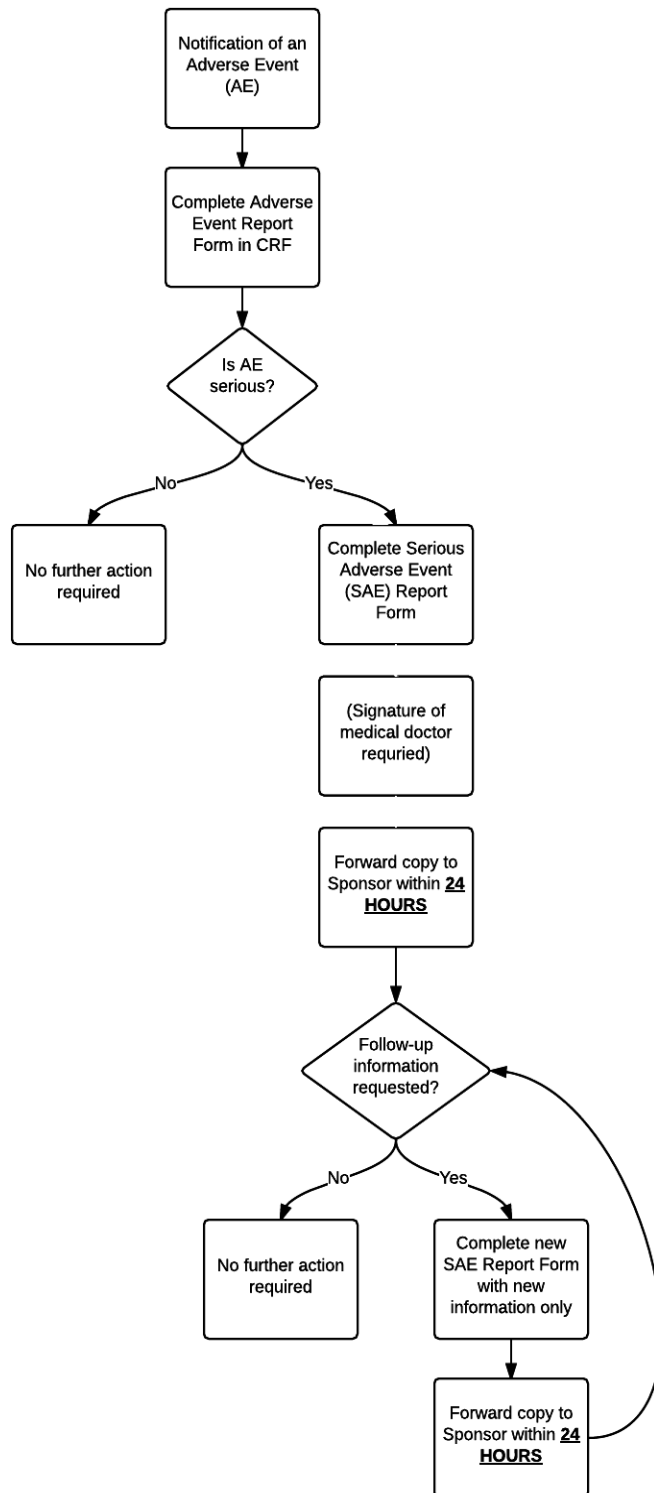 Notification of an
Adverse Event
(AE)
Complete Adverse
Event Report
Form in CRF
Is AE
serious?
No
Yes
No further action
required
Complete Serious
Adverse Event
(SAE) Report
Form
(Signature of
medical doctor
requried)
Forward copy to
Sponsor within 24
HOURS
Follow-up
information
requested?
No
Yes
No further action
required
Complete new
SAE Report Form
with new
information only
Forward copy to
Sponsor within 24
HOURS